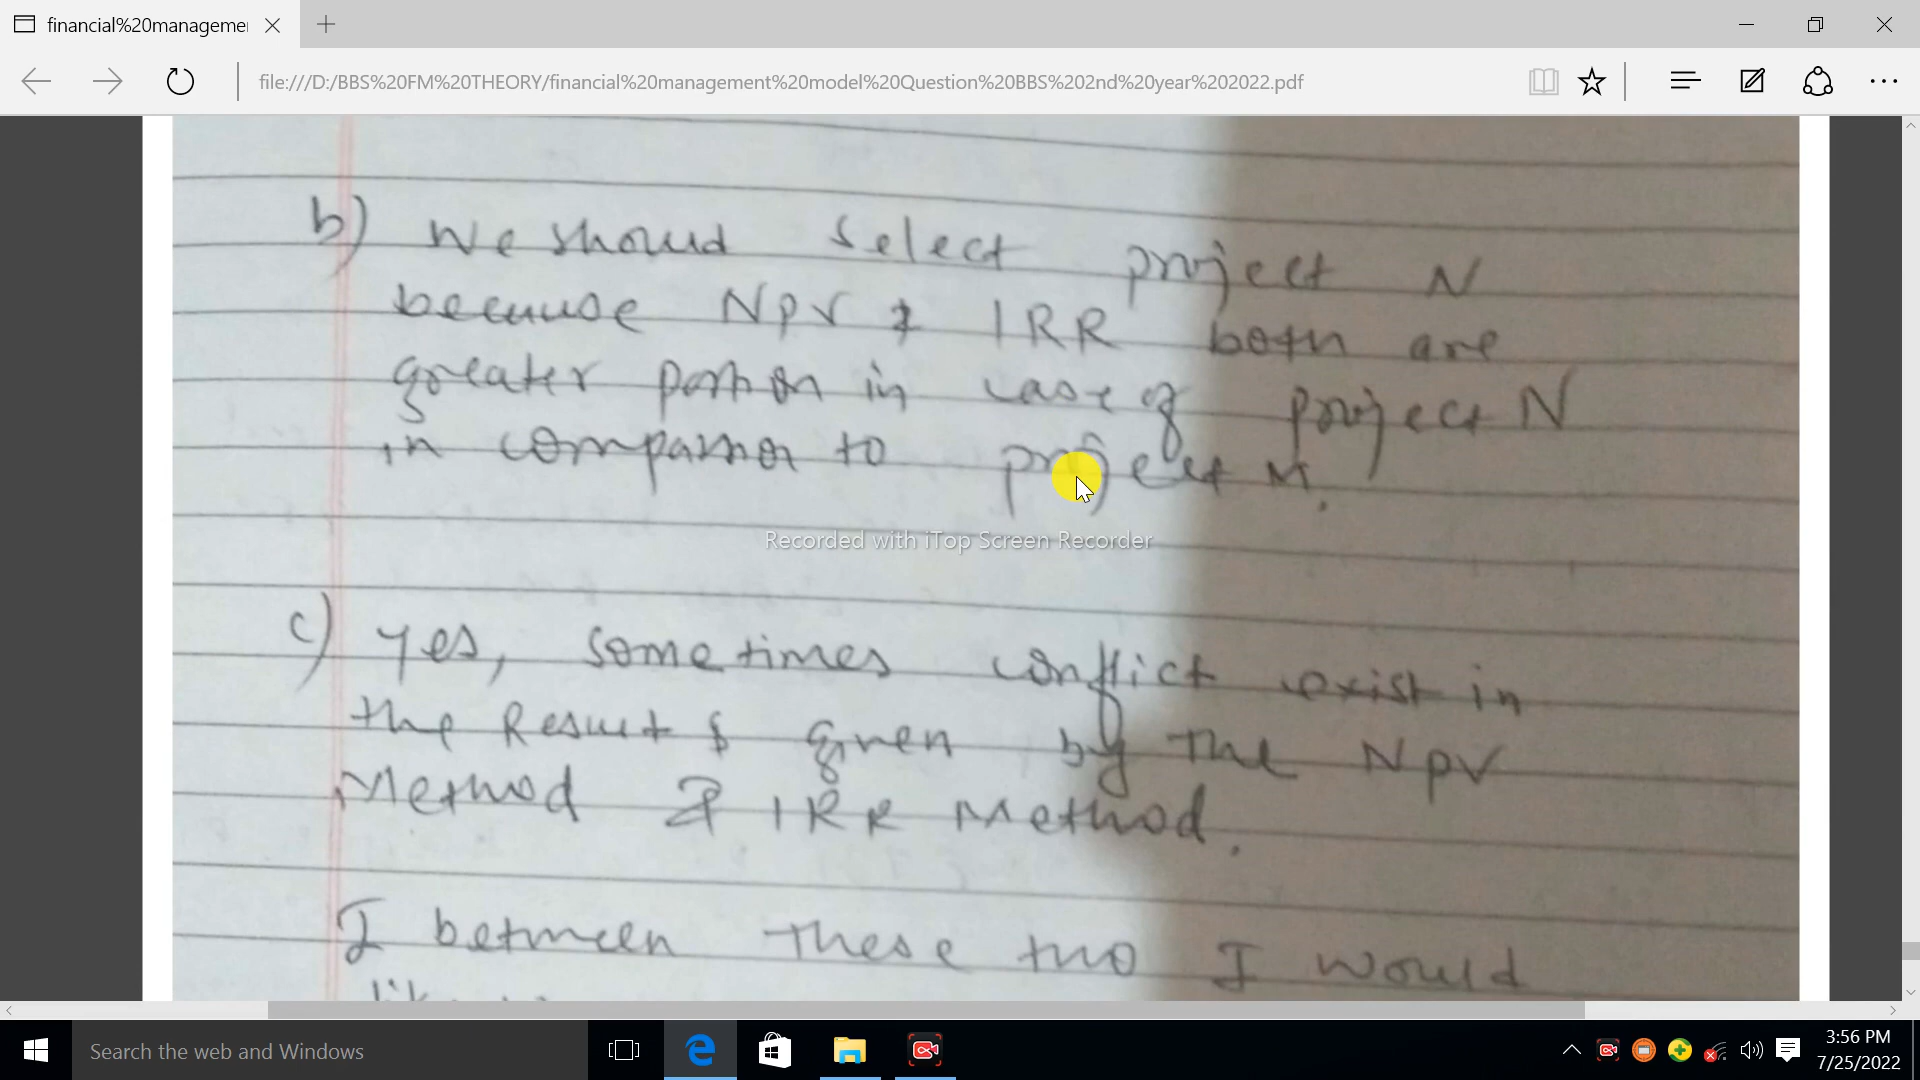 financial%20manageme
file:///D:/BBS%20FM%20THEORY/financial%20management%20model%20Question%20BBS%202nd%20year%202022.pdf
b) We should select project N
because NPV & IRR both are
greater portion in case of project N
in comparison to project M.
Recorded with iTop Screen Recorder
c) yes, sometimes conflict exist in
the Results given by the NPV
Method & IRR Method.
I between these two I would
Search the web and Windows
3:56 PM
7/25/2022